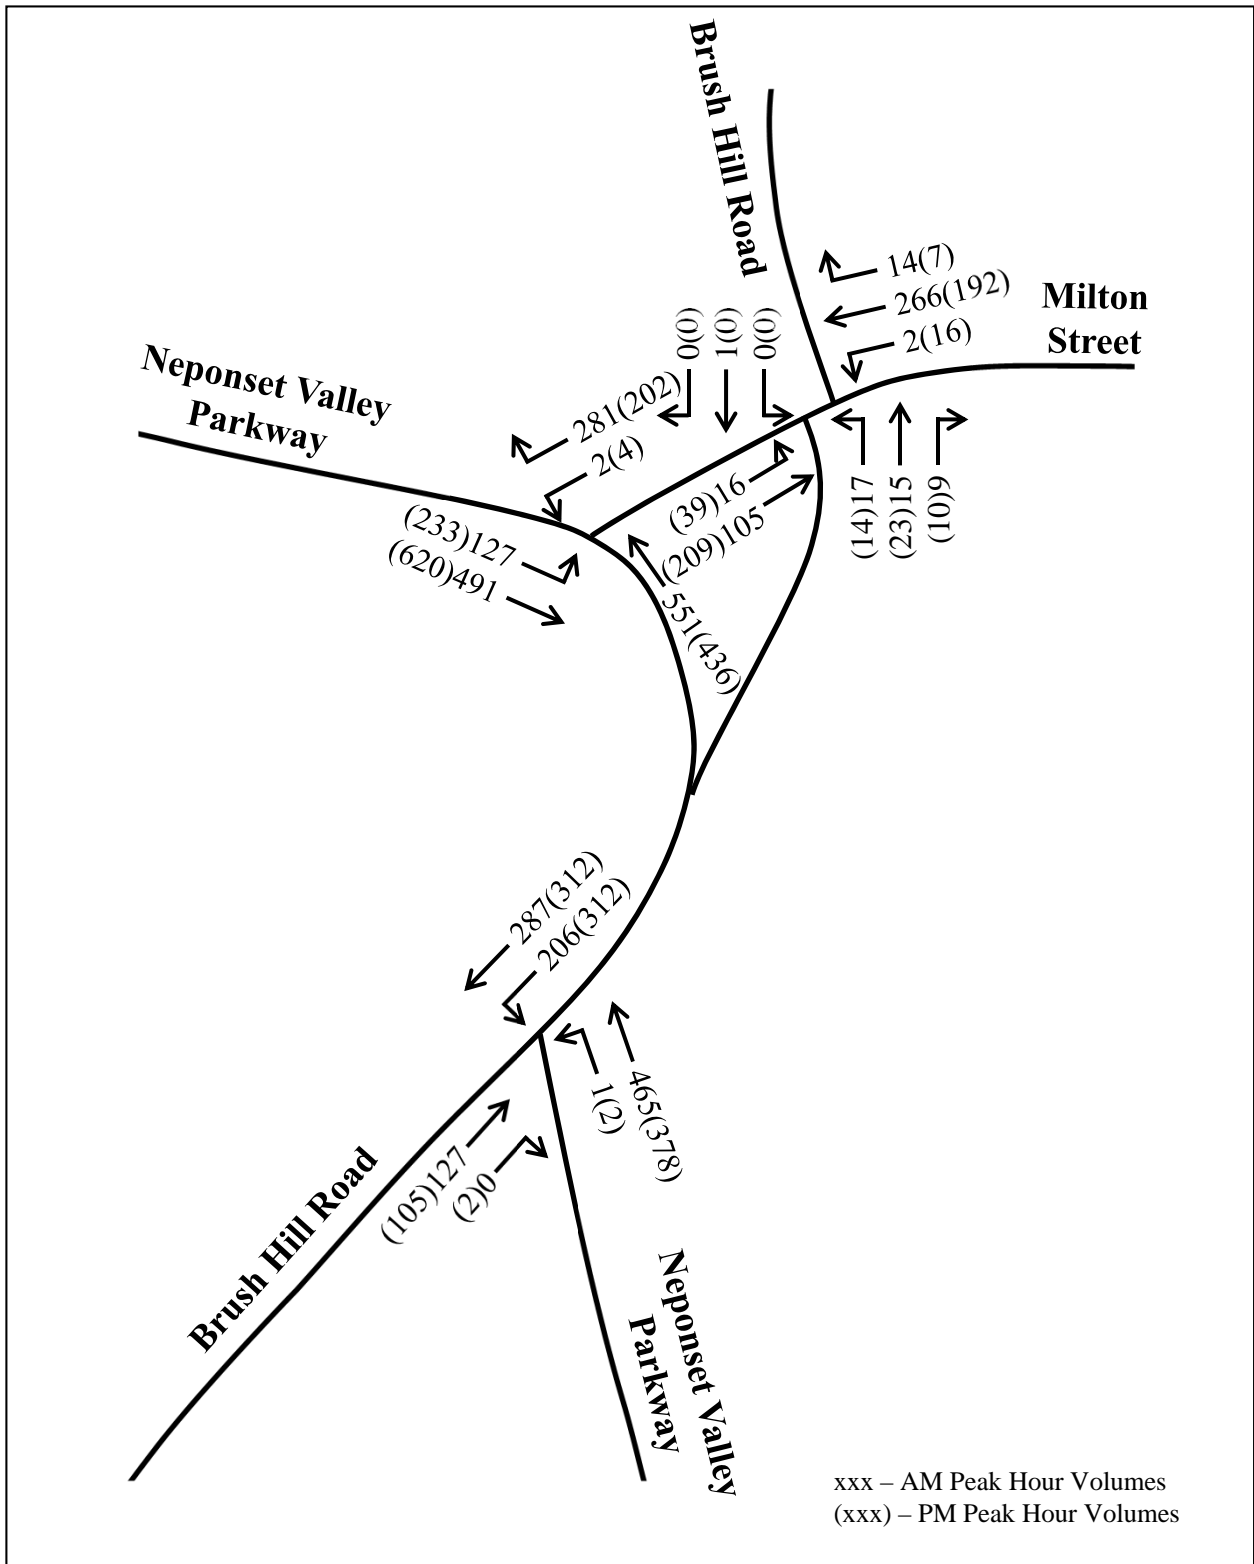 Brush Hill Road
14(7)
266(192)
2(16)
Milton
Street
0(0)
1(0)
0(0)
Neponset Valley
Parkway
281(202)
2(4)
(39)16
(209)105
(14)17
(23)15
(10)9
(233)127
(620)491
551(436)
287(312)
206(312)
1(2)
465(378)
(105)127
(2)0
Brush Hill Road
Neponset Valley
Parkway
xxx – AM Peak Hour Volumes
(xxx) – PM Peak Hour Volumes